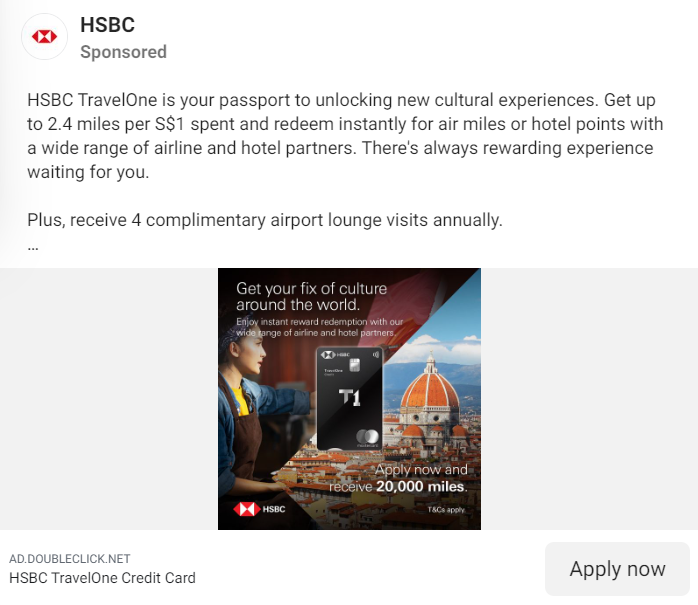 HSBC
Sponsored
HSBC TravelOne is your passport to unlocking new cultural experiences. Get up
to 2.4 miles per S$1 spent and redeem instantly for air miles or hotel points with
a wide range of airline and hotel partners. There's always rewarding experience
waiting for you.
Plus, receive 4 complimentary airport lounge visits annually.
...
Get your fix of culture
around the world.
Enjoy instant reward redemption with our
wide range of airline and hotel partners.
HSBC
TravelOne
T1
Apply now and
receive 20,000 miles.
HSBC
T&Cs apply.
AD.DOUBLECLICK.NET
HSBC TravelOne Credit Card
Apply now